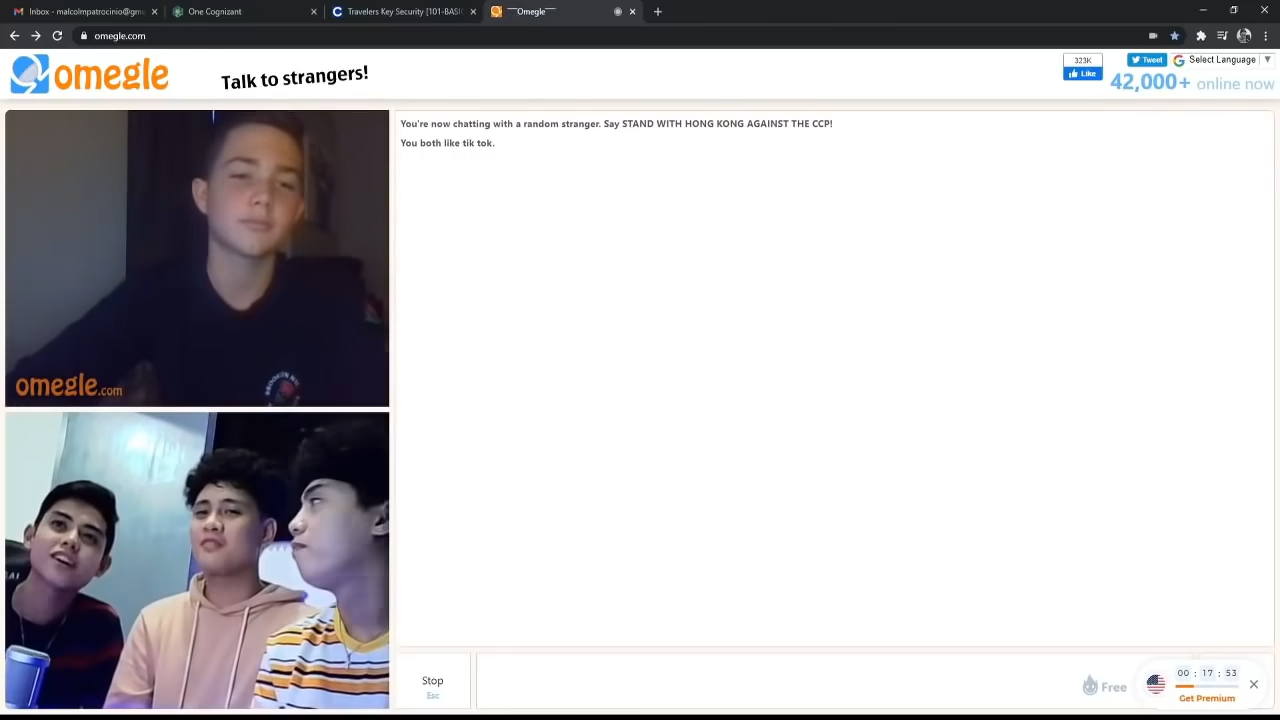 Inbox - malcolmpatrocinio@gm
One Cognizant
Travelers Key Security [101-BASI
Omegle
omegle.com
omegle
Talk to strangers!
323K
Like
Tweet
Select Language
42,000+ online now
You're now chatting with a random stranger. Say STAND WITH HONG KONG AGAINST THE CCP!
You both like tik tok.
omegle.com
Stop
Esc
Free
00 : 17 : 53
Get Premium